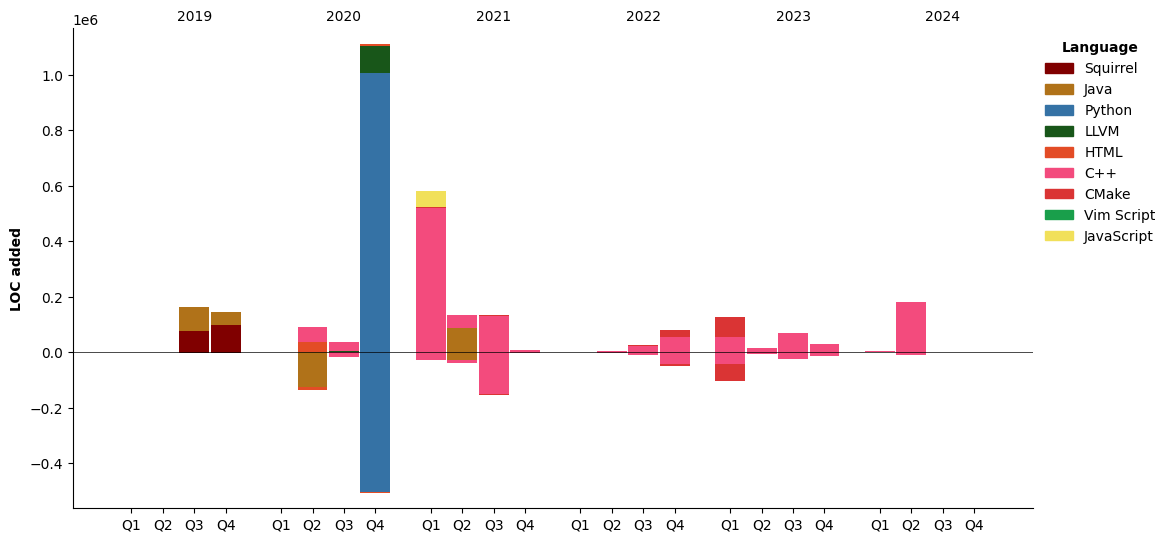 1e6
2019 2020 2021 2022 2023 2024
Language
Squirrel
Java
Python
LLVM
HTML
C++
CMake
Vim Script
JavaScript
LOC added
1.0
0.8
0.6
0.4
0.2
0.0
−0.2
−0.4
Q1 Q2 Q3 Q4 Q1 Q2 Q3 Q4 Q1 Q2 Q3 Q4 Q1 Q2 Q3 Q4 Q1 Q2 Q3 Q4 Q1 Q2 Q3 Q4